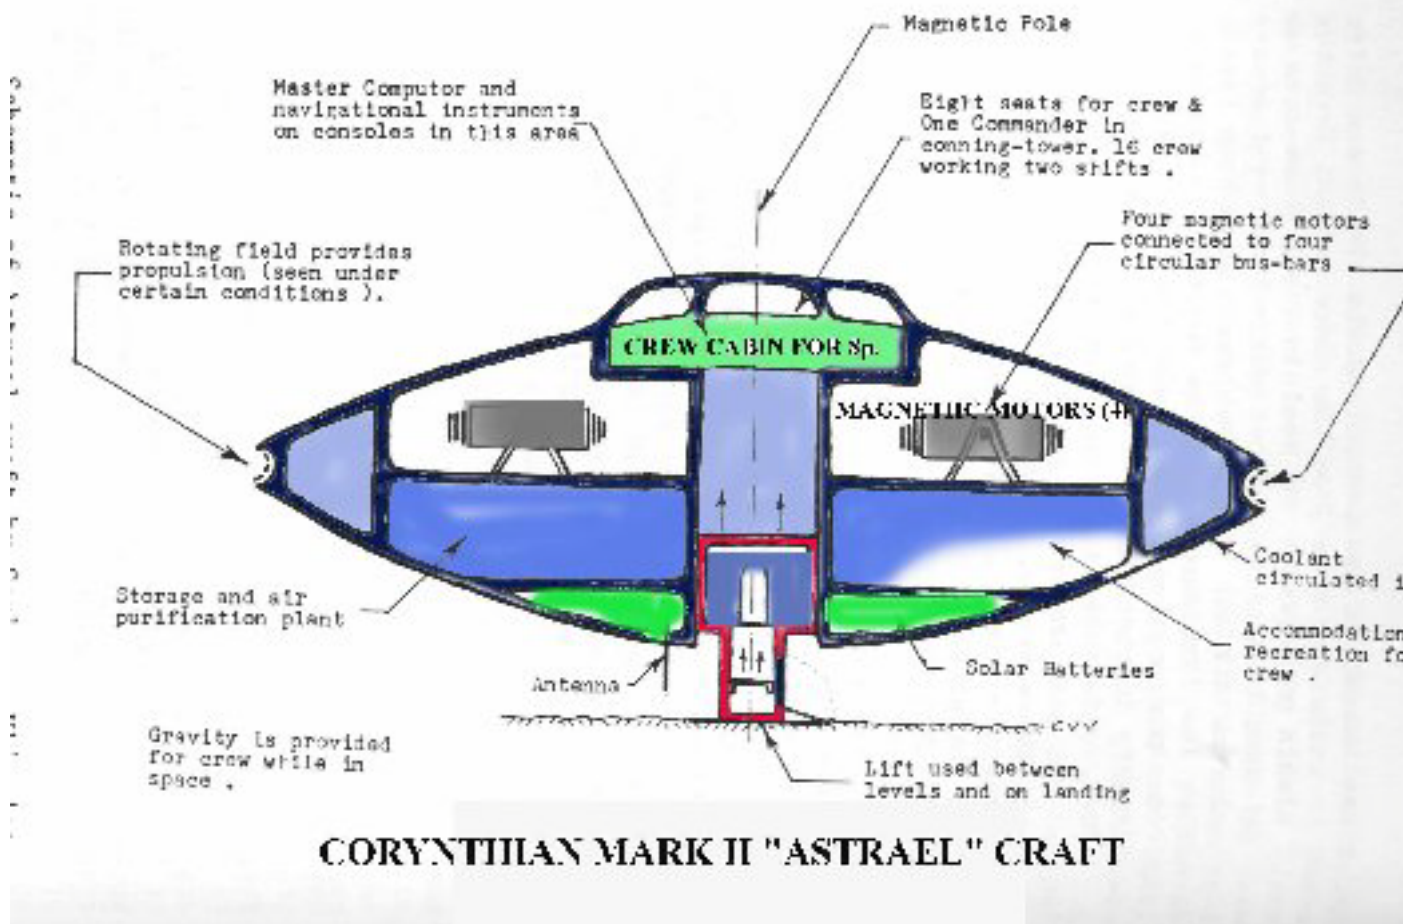 Magnetic Pole
Master Computor and
navigational instruments
on consoles in this area
Eight seats for crew &
One Commander in
conning-tower. 16 crew
working two shifts .
Four magnetic motors
connected to four
circular bus-bars .
Rotating field provides
propulsion (seen under
certain conditions ).
CREW CABIN FOR 8p.
MAGNETHIC MOTORS (4)
Coolant
circulated i
Storage and air
purification plant
Accommodation
recreation fo
crew .
Solar Batteries
Antenna
Gravity is provided
for crew while in
space .
Lift used between
levels and on landing
CORYNTHIAN MARK II "ASTRAEL" CRAFT